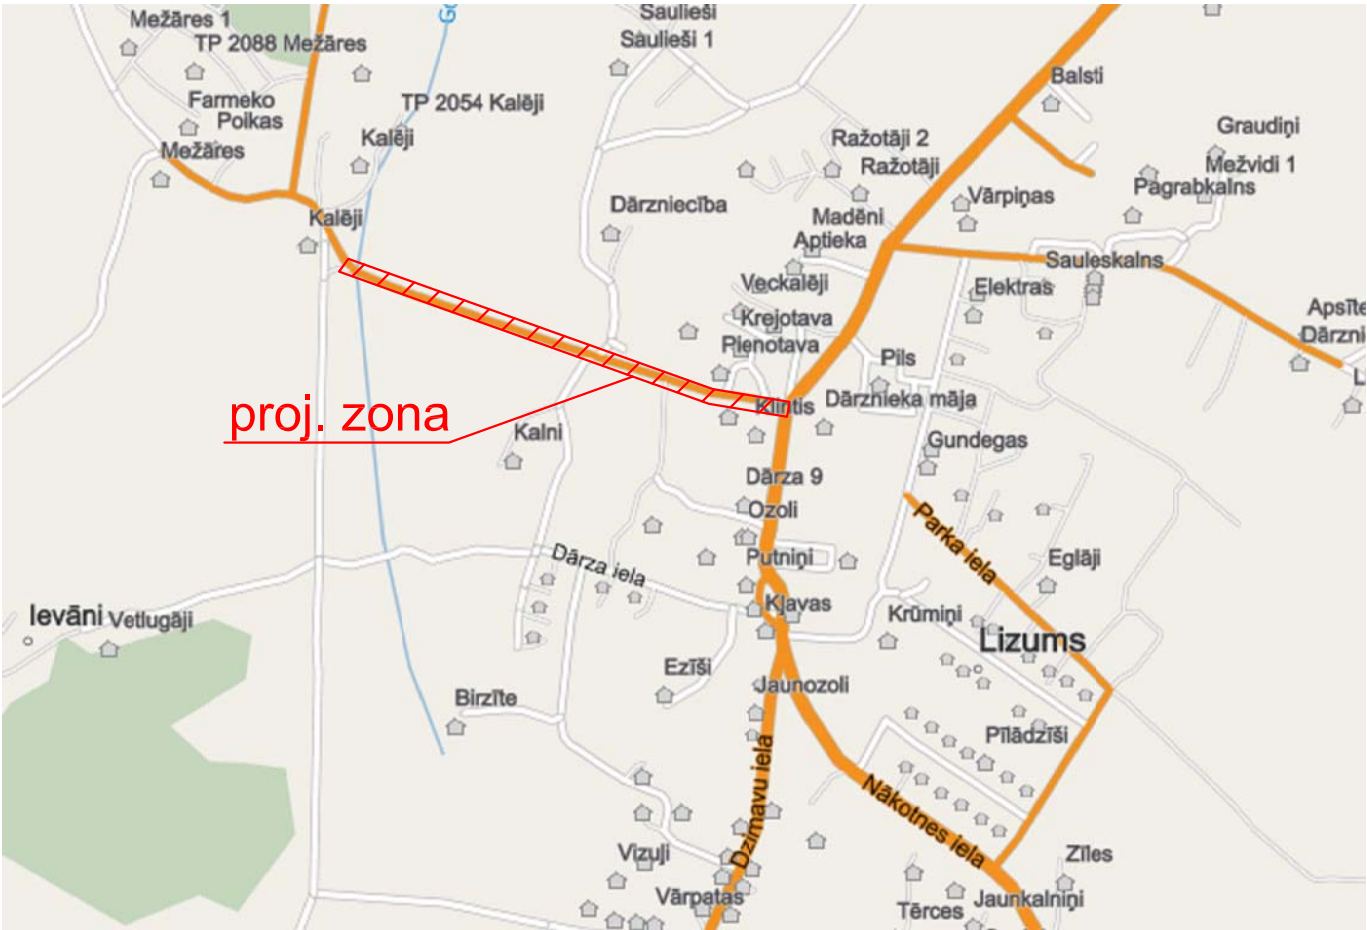 Mežāres 1
Saulieši
Saulieši 1
TP 2088 Mežāres
Balsti
Farmeko
Poikas
TP 2054 Kalēji
Kalēji
Mežāres
Ražotāji 2
Ražotāji
Graudiņi
Mežvidi 1
Pagrabkalns
Vārpiņas
Dārzniecība
Madēni
Aptieka
Kalēji
Sauleskalns
Veckalēji
Elektras
Krejotava
Pienotava
Pils
proj. zona
Klintis
Dārznieka māja
Kalni
Gundegas
Dārza 9
Ozoli
Parka iela
Dārza iela
Putniņi
Eglāji
Ievāni
Vetlugāji
Kļavas
Krūmiņi
Lizums
Ezīši
Jaunozoli
Birzīte
Pīlādzīši
Dzirnavu iela
Nākotnes iela
Vizuļi
Zīles
Vārpatas
Tērces
Jaunkalniņi